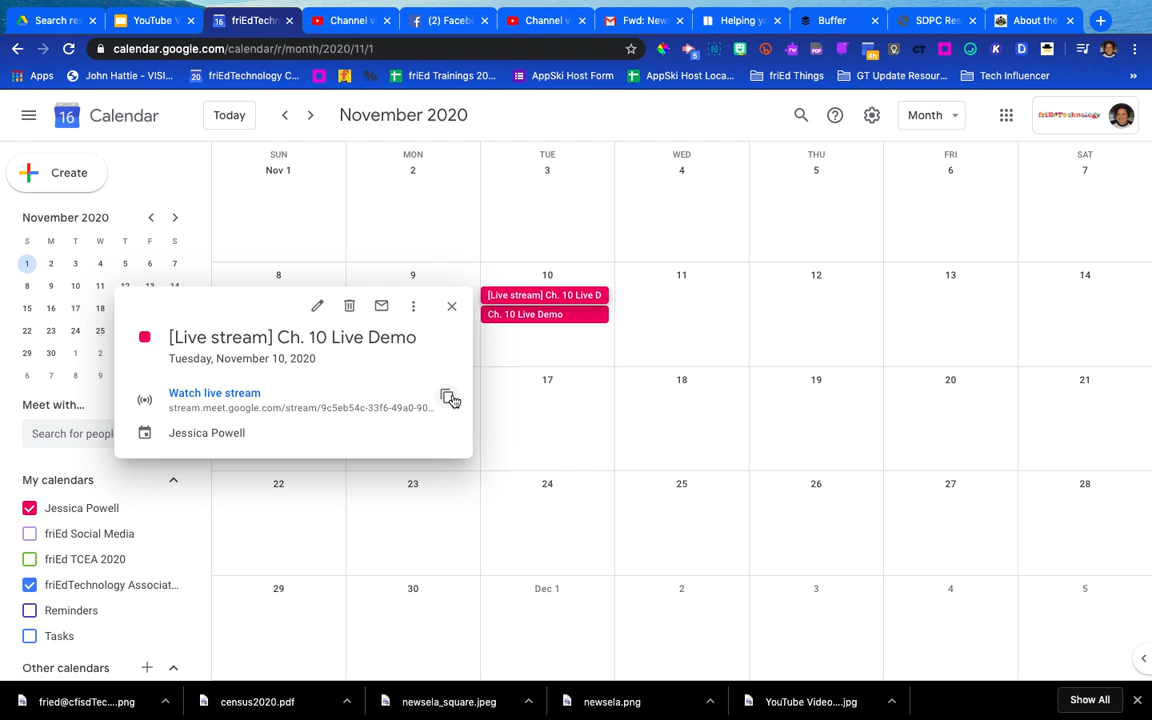 Search res
YouTube V
friEdTechn
Channel v
(2) Faceb
Channel v
Fwd: New
Helping yo
Buffer
SDPC Res
About the
calendar.google.com/calendar/r/month/2020/11/1
Apps
John Hattie - VISI...
friEdTechnology C...
friEd Trainings 20...
AppSki Host Form
AppSki Host Loca...
friEd Things
GT Update Resour...
Tech Influencer
»
16
Calendar
Today
November 2020
Month
friEdTechnology
Create
November 2020
S M T W T F S
1 2 3 4 5 6 7
8 9 10 11 12 13 14
15 16 17 18
22 23 24 25
29 30 1 2
6 7 8 9
Meet with...
Search for peopl
My calendars
Jessica Powell
friEd Social Media
friEd TCEA 2020
friEdTechnology Associat...
Reminders
Tasks
Other calendars
SUN MON TUE WED THU FRI SAT
Nov 1 2 3 4 5 6 7
8 9 10 11 12 13 14
[Live stream] Ch. 10 Live D
Ch. 10 Live Demo
17 18 19 20 21
22 23 24 25 26 27 28
29 30 Dec 1 2 3 4 5
[Live stream] Ch. 10 Live Demo
Tuesday, November 10, 2020
Watch live stream
stream.meet.google.com/stream/9c5eb54c-33f6-49a0-90...
Jessica Powell
fried@cfisdTec....png
census2020.pdf
newsela_square.jpeg
newsela.png
YouTube Video....jpg
Show All